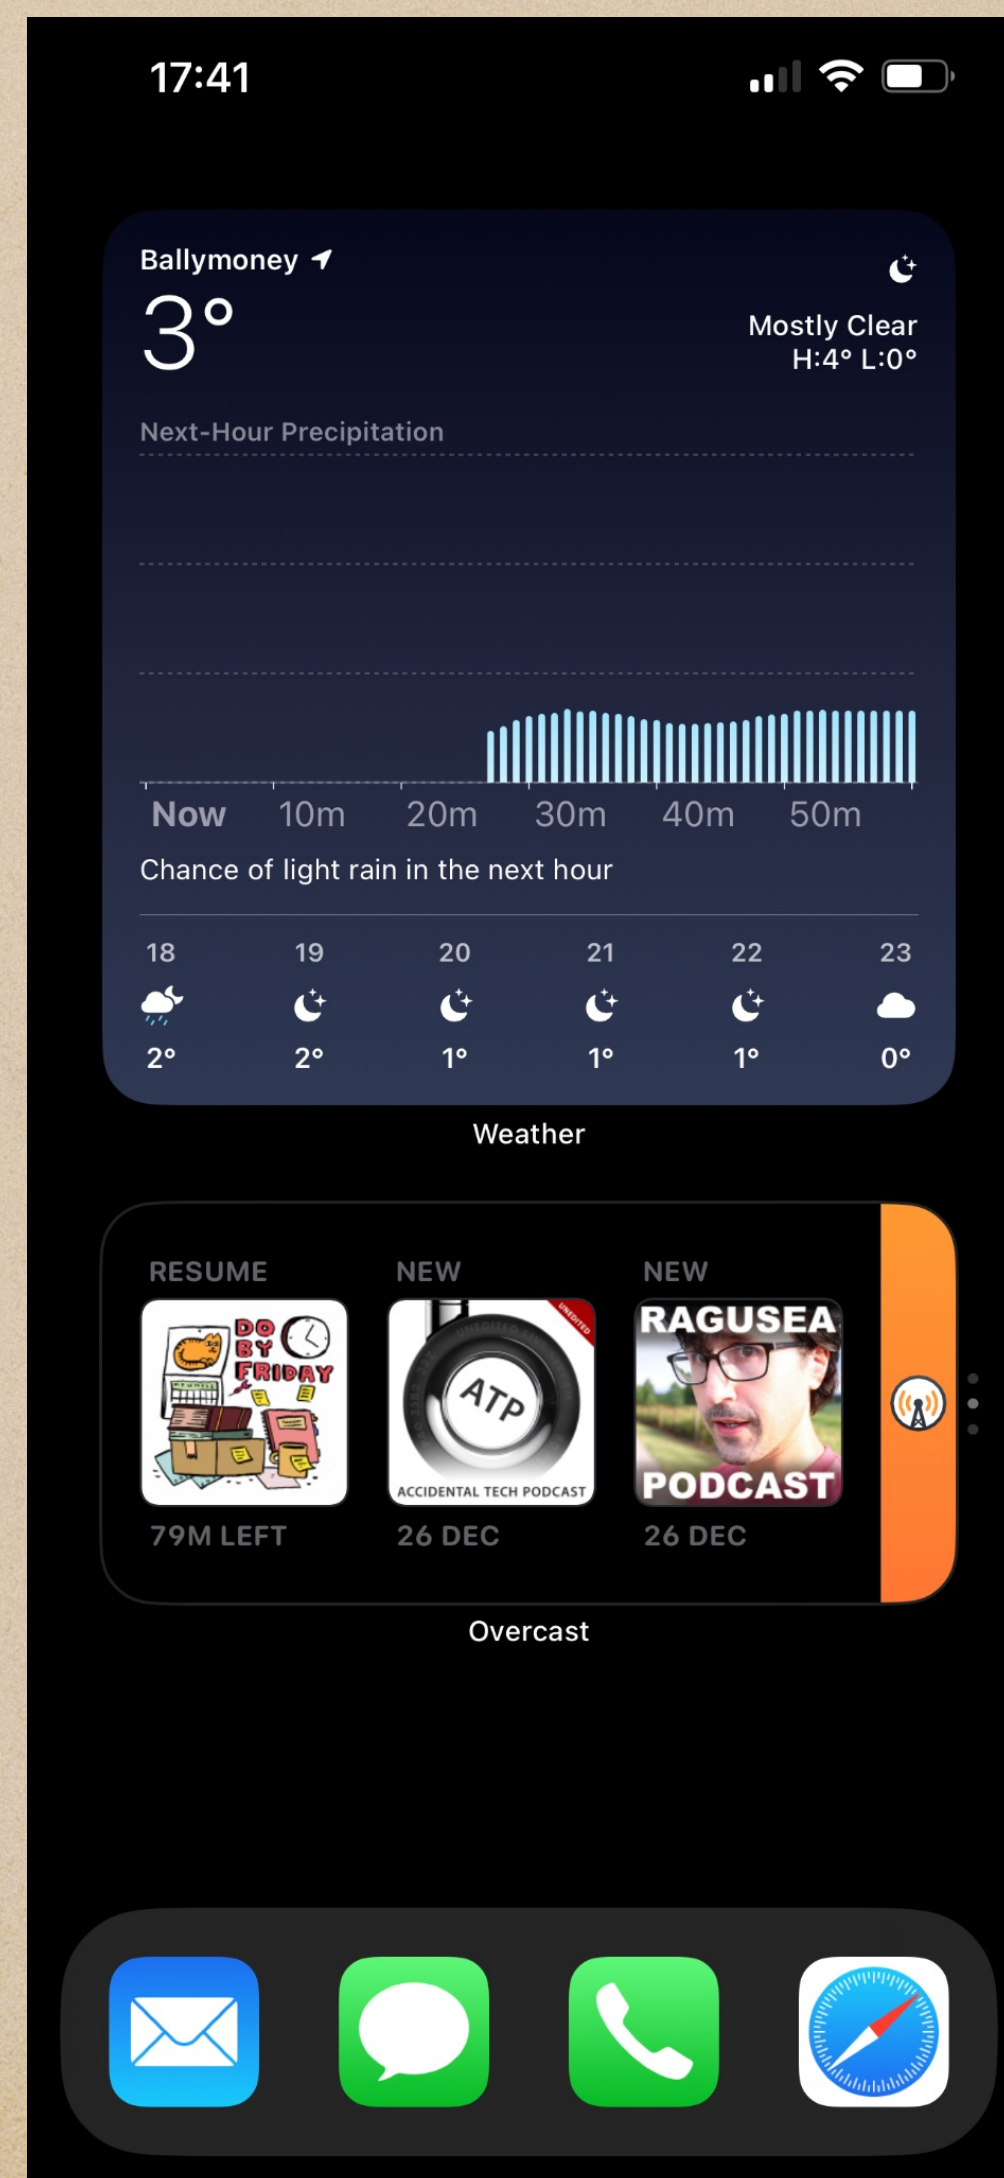 17:41
Ballymoney
3°
Mostly Clear
H:4° L:0°
Next-Hour Precipitation
Now 10m 20m 30m 40m 50m
Chance of light rain in the next hour
18 19 20 21 22 23
2° 2° 1° 1° 1° 0°
Weather
RESUME NEW NEW
DO
BY
FRIDAY
UNEDITED
ATP
ACCIDENTAL TECH PODCAST
RAGUSEA
PODCAST
79M LEFT 26 DEC 26 DEC
Overcast